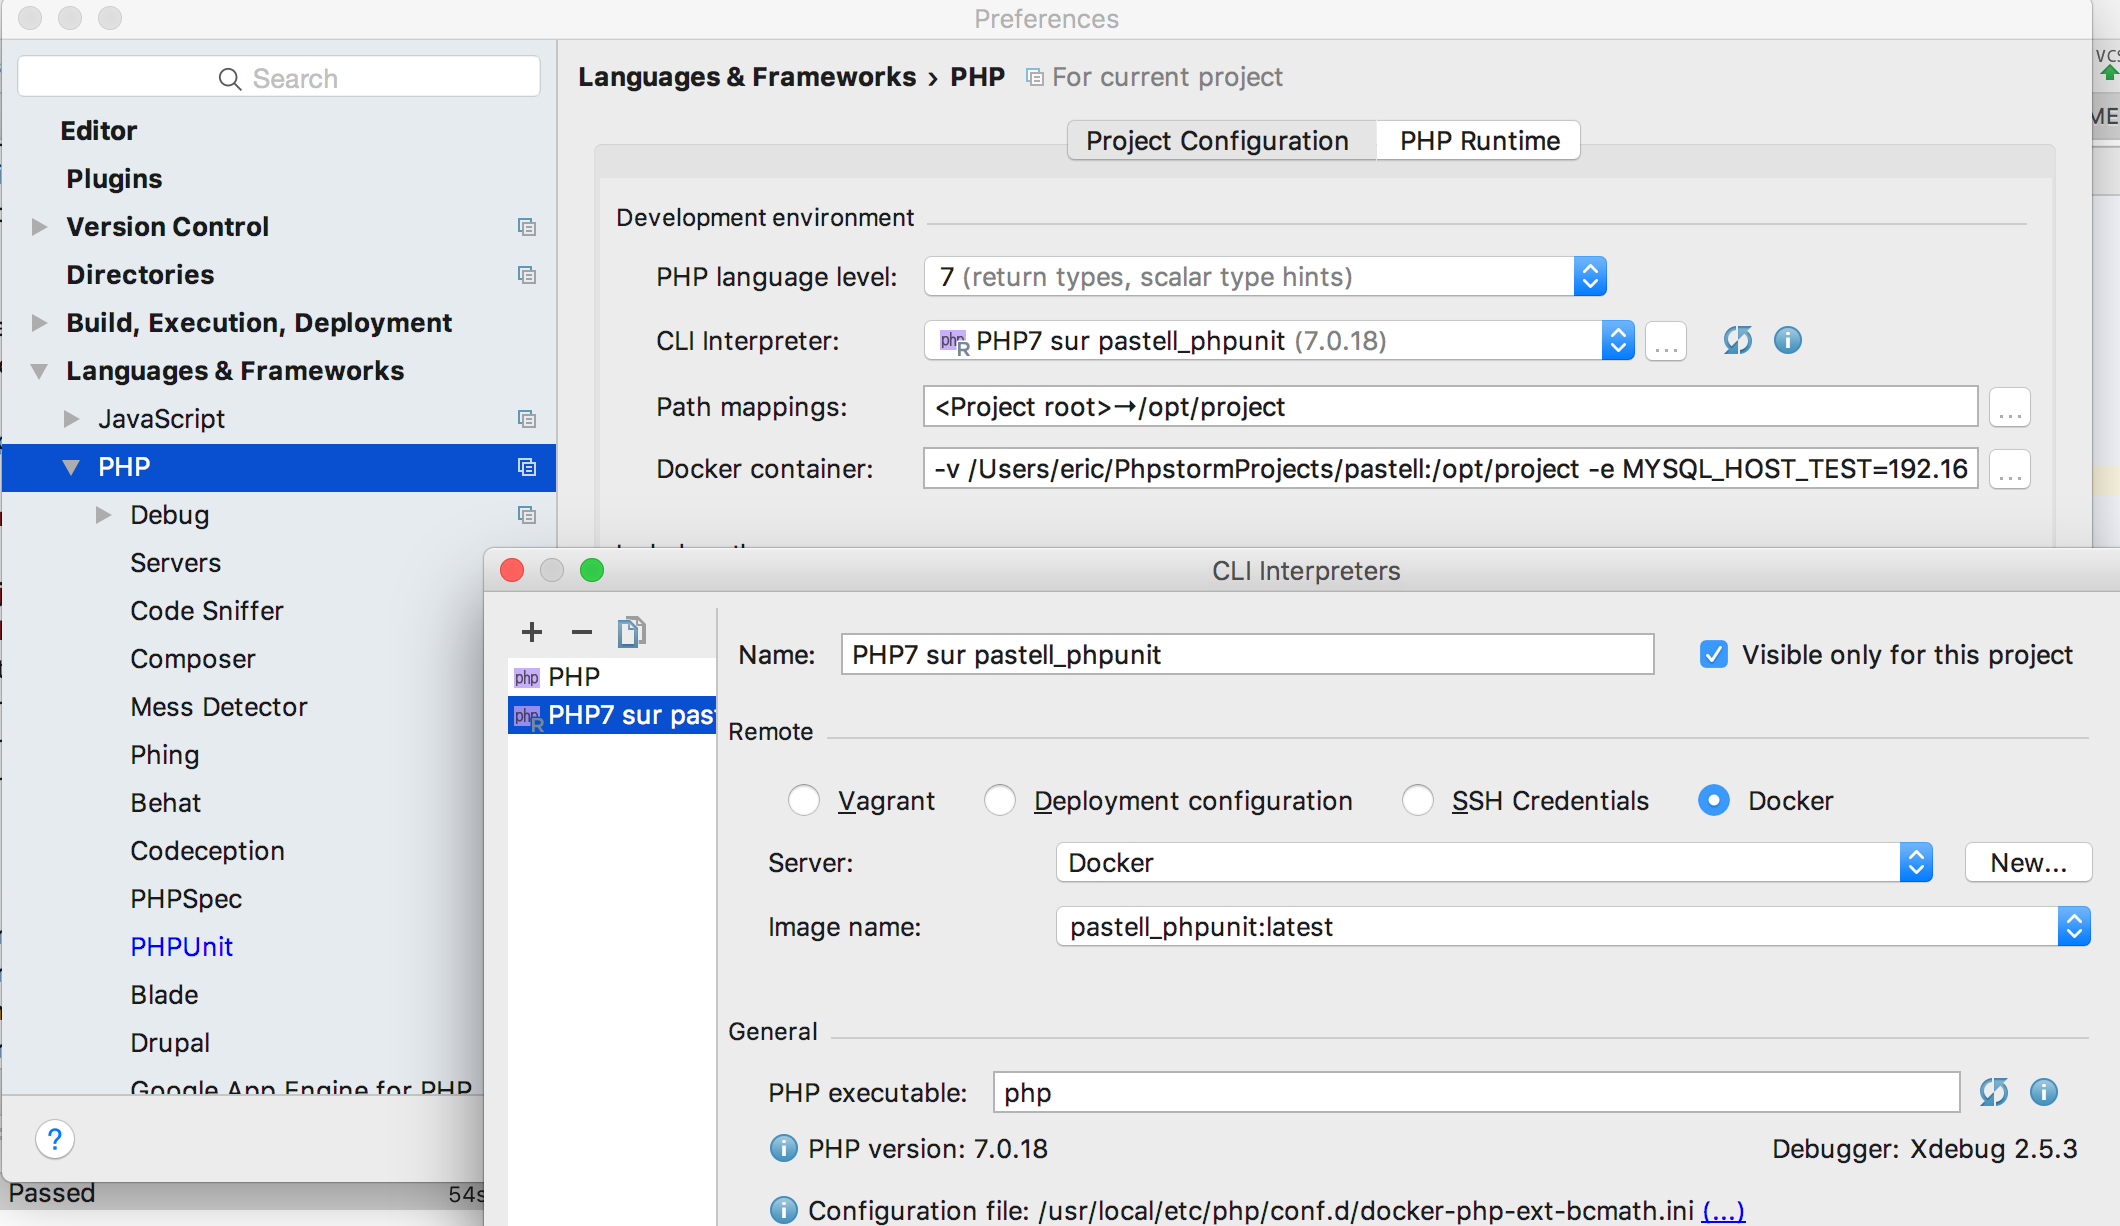 Preferences
Search
Editor
Plugins
Version Control
Directories
Build, Execution, Deployment
Languages & Frameworks
JavaScript
PHP
Debug
Servers
Code Sniffer
Composer
Mess Detector
Phing
Behat
Codeception
PHPSpec
PHPUnit
Blade
Drupal
Google App Engine for PHP
?
Passed
54s
Languages & Frameworks › PHP For current project
Project Configuration PHP Runtime
Development environment
PHP language level: 7 (return types, scalar type hints)
CLI Interpreter: PHP7 sur pastell_phpunit (7.0.18) ...
Path mappings: <Project root>→/opt/project ...
Docker container: -v /Users/eric/PhpstormProjects/pastell:/opt/project -e MYSQL_HOST_TEST=192.16 ...
VCS
CLI Interpreters
php PHP
PHP7 sur past
Name: PHP7 sur pastell_phpunit Visible only for this project
Remote
Vagrant Deployment configuration SSH Credentials Docker
Server: Docker New...
Image name: pastell_phpunit:latest
General
PHP executable: php
PHP version: 7.0.18 Debugger: Xdebug 2.5.3
Configuration file: /usr/local/etc/php/conf.d/docker-php-ext-bcmath.ini (...)